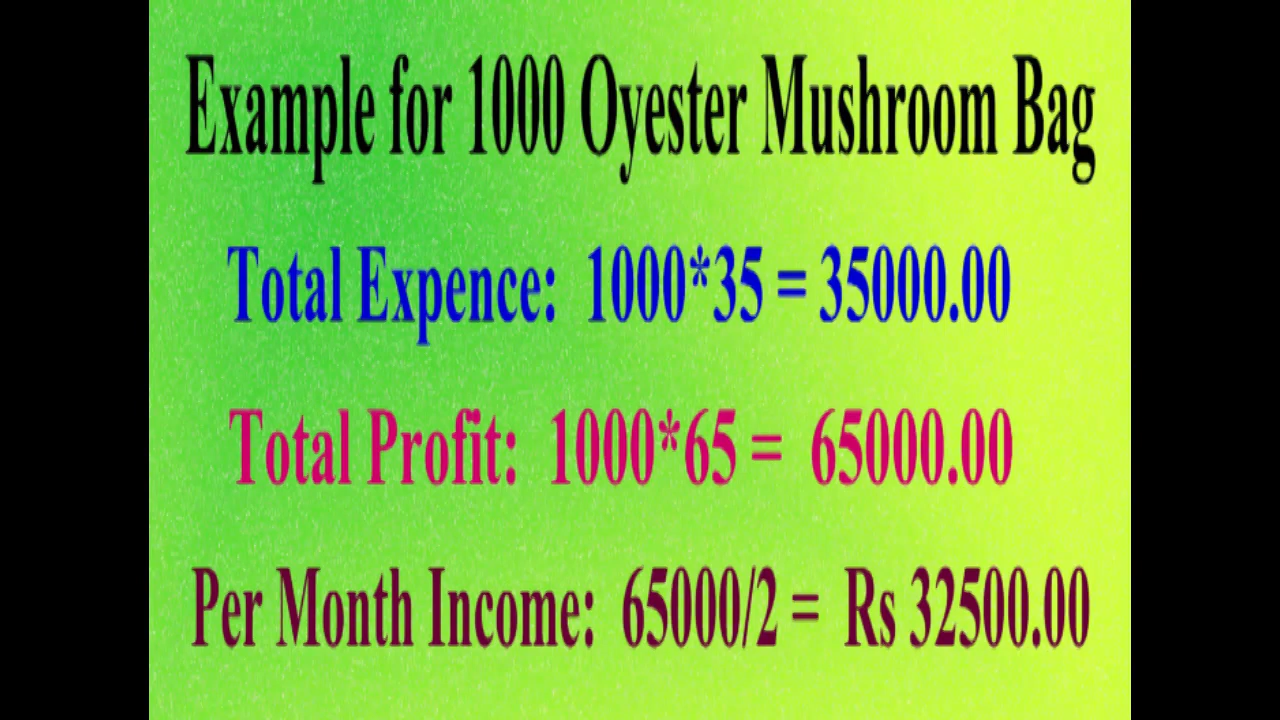 Example for 1000 Oyester Mushroom Bag
Total Expence: 1000*35 = 35000.00
Total Profit: 1000*65 = 65000.00
Per Month Income: 65000/2 = Rs 32500.00